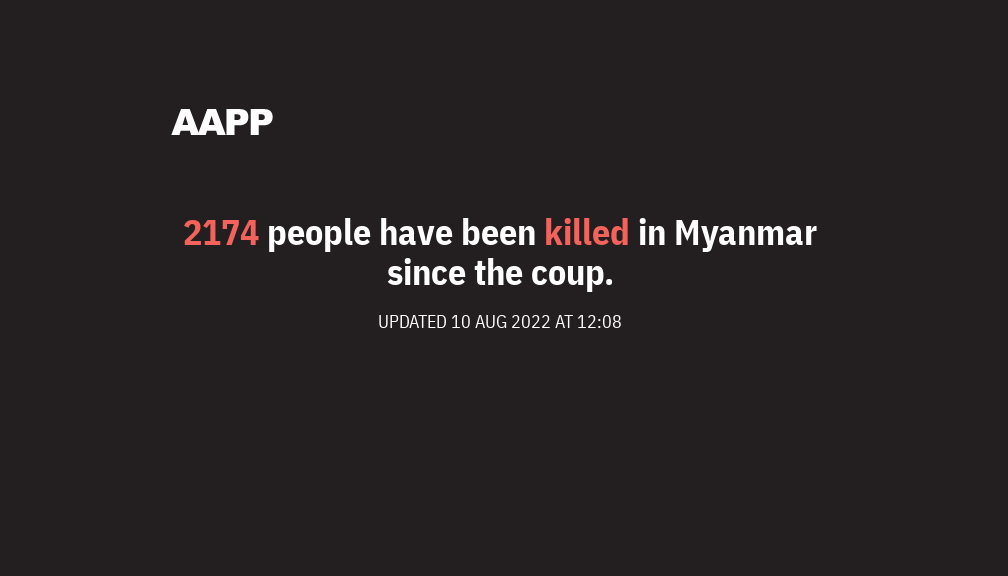 AAPP
2174 people have been killed in Myanmar
since the coup.
UPDATED 10 AUG 2022 AT 12:08